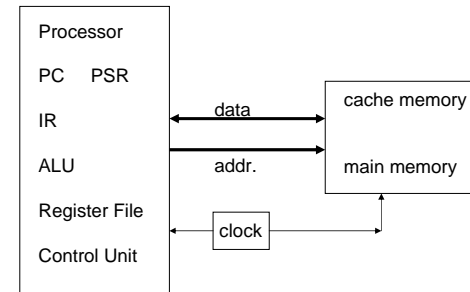 Processor
PC PSR
IR
ALU
Register File
Control Unit
data
addr.
clock
cache memory
main memory